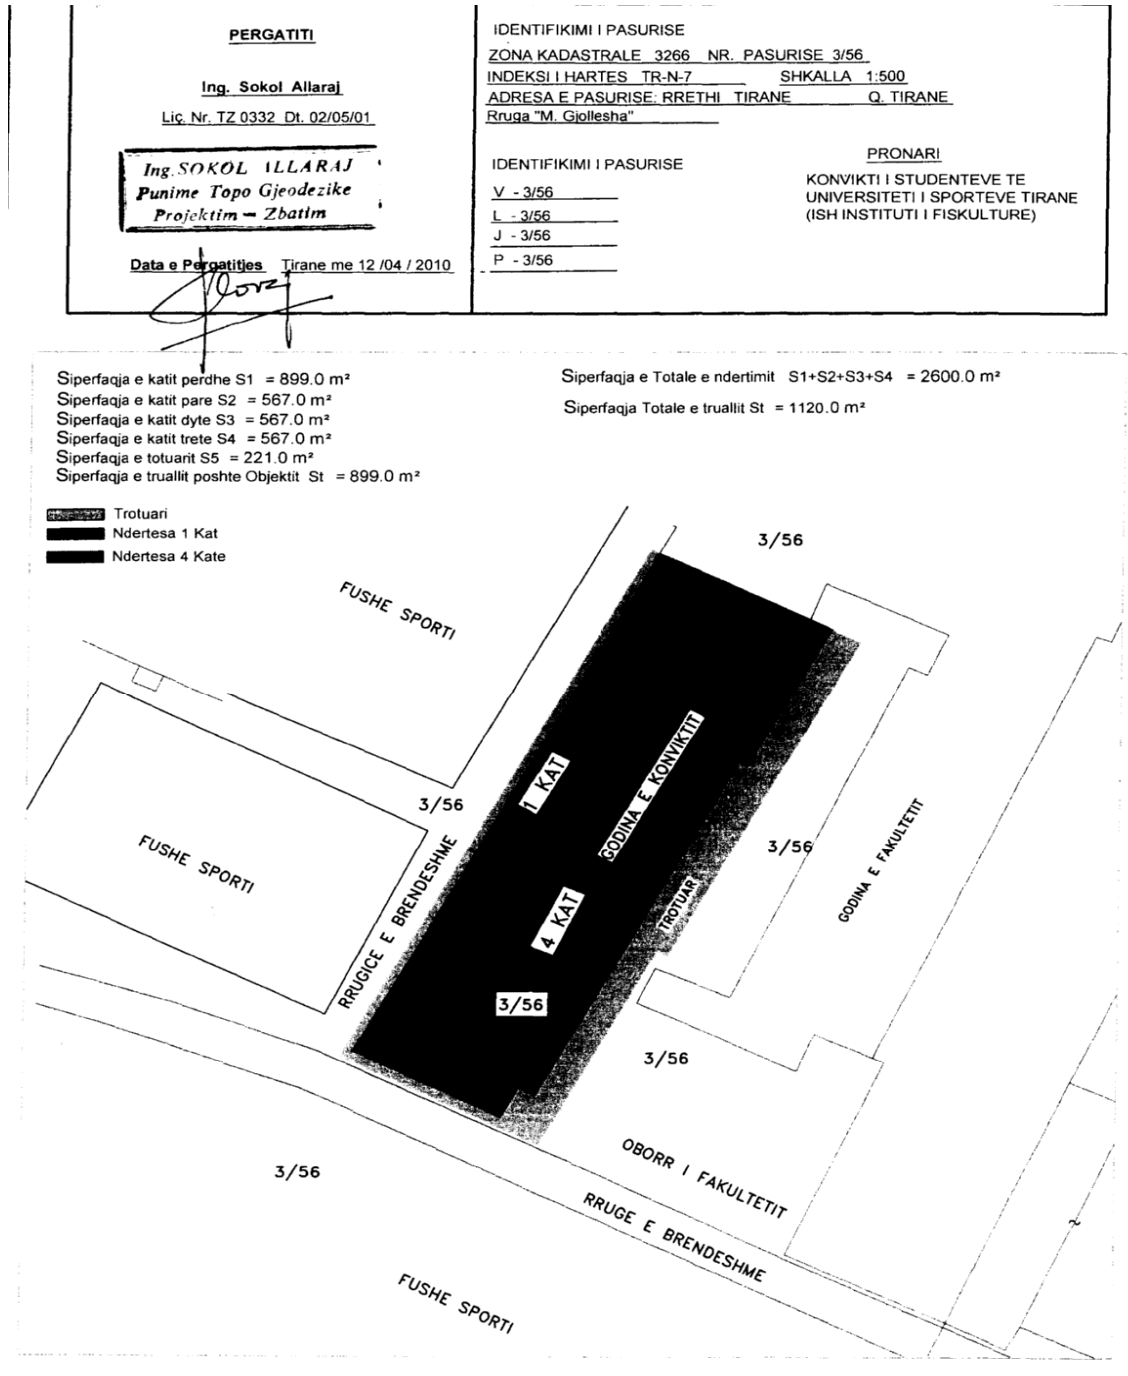 PERGATITI
Ing. Sokol Allaraj
Liç. Nr. TZ 0332 Dt. 02/05/01
Ing. SOKOL ALLARAJ
Punime Topo Gjeodezike
Projektim - Zbatim
Data e Pergatitjes Tirane me 12 /04 / 2010
IDENTIFIKIMI I PASURISE
ZONA KADASTRALE 3266 NR. PASURISE 3/56
INDEKSI I HARTES TR-N-7 SHKALLA 1:500
ADRESA E PASURISE: RRETHI TIRANE Q. TIRANE
Rruga "M. Gjollesha"
IDENTIFIKIMI I PASURISE
V - 3/56
L - 3/56
J - 3/56
P - 3/56
PRONARI
KONVIKTI I STUDENTEVE TE
UNIVERSITETI I SPORTEVE TIRANE
(ISH INSTITUTI I FISKULTURE)
Siperfaqja e katit perdhe S1 = 899.0 m²
Siperfaqja e katit pare S2 = 567.0 m²
Siperfaqja e katit dyte S3 = 567.0 m²
Siperfaqja e katit trete S4 = 567.0 m²
Siperfaqja e totuarit S5 = 221.0 m²
Siperfaqja e truallit poshte Objektit St = 899.0 m²
Siperfaqja e Totale e ndertimit S1+S2+S3+S4 = 2600.0 m²
Siperfaqja Totale e truallit St = 1120.0 m²
Trotuari
Ndertesa 1 Kat
Ndertesa 4 Kate
3/56
FUSHE SPORTI
1 KAT
GODINA E KONVIKTIT
3/56
3/56
FUSHE SPORTI
RRUGICE E BRENDESHME
4 KAT
TROTUAR
GODINA E FAKULTETIT
3/56
3/56
3/56
OBORR I FAKULTETIT
RRUGE E BRENDESHME
FUSHE SPORTI